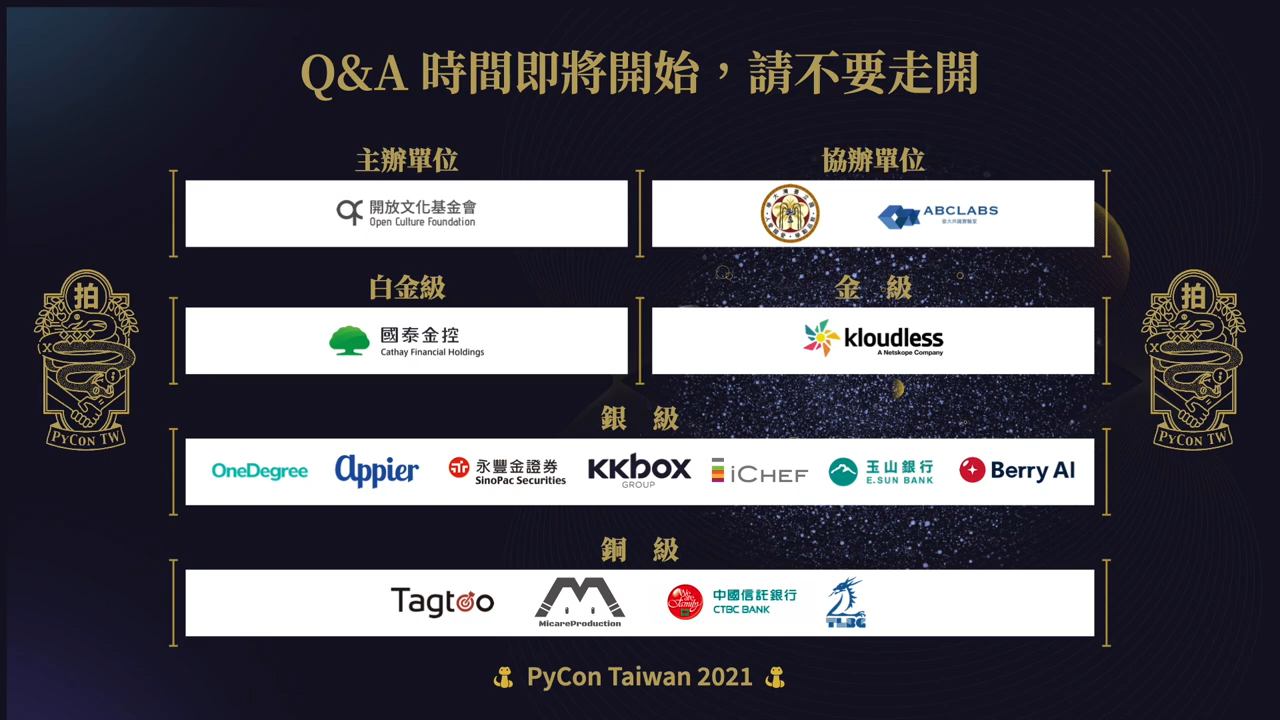 Q&A 時間即將開始，請不要走開
主辦單位
協辦單位
開放文化基金會
Open Culture Foundation
ABCLABS
白金級
金 級
拍
拍
國泰金控
Cathay Financial Holdings
kloudless
A Netskope Company
PYCON TW
PYCON TW
銀 級
OneDegree
Appier
永豐金證券
SinoPac Securities
KKBOX
GROUP
iCHEF
玉山銀行
E.SUN BANK
Berry AI
銅 級
Tagtoo
MicareProduction
We are Family
中國信託銀行
CTBC BANK
TLBG
PyCon Taiwan 2021